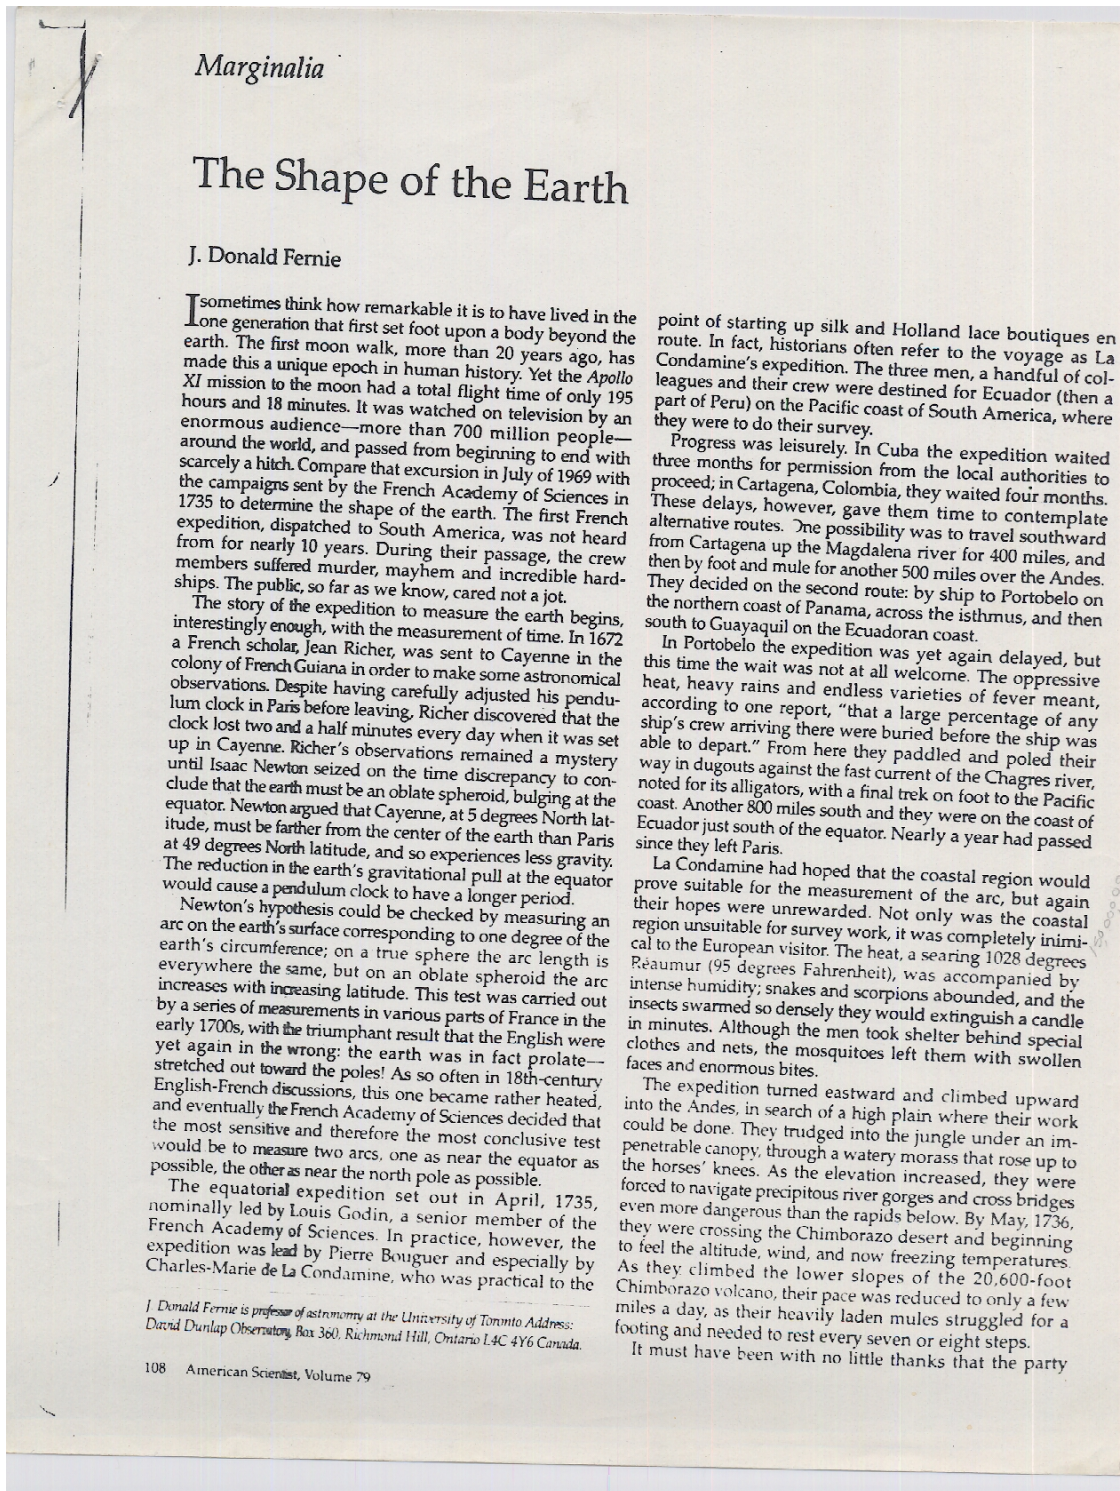 Marginalia
The Shape of the Earth
J. Donald Fernie
I sometimes think how remarkable it is to have lived in the
one generation that first set foot upon a body beyond the
earth. The first moon walk, more than 20 years ago, has
made this a unique epoch in human history. Yet the Apollo
XI mission to the moon had a total flight time of only 195
hours and 18 minutes. It was watched on television by an
enormous audience—more than 700 million people—
around the world, and passed from beginning to end with
scarcely a hitch. Compare that excursion in July of 1969 with
the campaigns sent by the French Academy of Sciences in
1735 to determine the shape of the earth. The first French
expedition, dispatched to South America, was not heard
from for nearly 10 years. During their passage, the crew
members suffered murder, mayhem and incredible hard-
ships. The public, so far as we know, cared not a jot.
The story of the expedition to measure the earth begins,
interestingly enough, with the measurement of time. In 1672
a French scholar, Jean Richer, was sent to Cayenne in the
colony of French Guiana in order to make some astronomical
observations. Despite having carefully adjusted his pendu-
lum clock in Paris before leaving, Richer discovered that the
clock lost two and a half minutes every day when it was set
up in Cayenne. Richer's observations remained a mystery
until Isaac Newton seized on the time discrepancy to con-
clude that the earth must be an oblate spheroid, bulging at the
equator. Newton argued that Cayenne, at 5 degrees North lat-
itude, must be farther from the center of the earth than Paris
at 49 degrees North latitude, and so experiences less gravity.
The reduction in the earth's gravitational pull at the equator
would cause a pendulum clock to have a longer period.
Newton's hypothesis could be checked by measuring an
arc on the earth's surface corresponding to one degree of the
earth's circumference; on a true sphere the arc length is
everywhere the same, but on an oblate spheroid the arc
increases with increasing latitude. This test was carried out
by a series of measurements in various parts of France in the
early 1700s, with the triumphant result that the English were
yet again in the wrong: the earth was in fact prolate—
stretched out toward the poles! As so often in 18th-century
English-French discussions, this one became rather heated,
and eventually the French Academy of Sciences decided that
the most sensitive and therefore the most conclusive test
would be to measure two arcs, one as near the equator as
possible, the other as near the north pole as possible.
The equatorial expedition set out in April, 1735,
nominally led by Louis Godin, a senior member of the
French Academy of Sciences. In practice, however, the
expedition was lead by Pierre Bouguer and especially by
Charles-Marie de La Condamine, who was practical to the
J. Donald Fernie is professor of astronomy at the University of Toronto Address:
David Dunlap Observatory, Box 360, Richmond Hill, Ontario L4C 4Y6 Canada.
108 American Scientist, Volume 79
point of starting up silk and Holland lace boutiques en
route. In fact, historians often refer to the voyage as La
Condamine's expedition. The three men, a handful of col-
leagues and their crew were destined for Ecuador (then a
part of Peru) on the Pacific coast of South America, where
they were to do their survey.
Progress was leisurely. In Cuba the expedition waited
three months for permission from the local authorities to
proceed; in Cartagena, Colombia, they waited four months.
These delays, however, gave them time to contemplate
alternative routes. One possibility was to travel southward
from Cartagena up the Magdalena river for 400 miles, and
then by foot and mule for another 500 miles over the Andes.
They decided on the second route: by ship to Portobelo on
the northern coast of Panama, across the isthmus, and then
south to Guayaquil on the Ecuadoran coast.
In Portobelo the expedition was yet again delayed, but
this time the wait was not at all welcome. The oppressive
heat, heavy rains and endless varieties of fever meant,
according to one report, "that a large percentage of any
ship's crew arriving there were buried before the ship was
able to depart." From here they paddled and poled their
way in dugouts against the fast current of the Chagres river,
noted for its alligators, with a final trek on foot to the Pacific
coast. Another 800 miles south and they were on the coast of
Ecuador just south of the equator. Nearly a year had passed
since they left Paris.
La Condamine had hoped that the coastal region would
prove suitable for the measurement of the arc, but again
their hopes were unrewarded. Not only was the coastal
region unsuitable for survey work, it was completely inimi-
cal to the European visitor. The heat, a searing 1028 degrees
Réaumur (95 degrees Fahrenheit), was accompanied by
intense humidity; snakes and scorpions abounded, and the
insects swarmed so densely they would extinguish a candle
in minutes. Although the men took shelter behind special
clothes and nets, the mosquitoes left them with swollen
faces and enormous bites.
The expedition turned eastward and climbed upward
into the Andes, in search of a high plain where their work
could be done. They trudged into the jungle under an im-
penetrable canopy, through a watery morass that rose up to
the horses' knees. As the elevation increased, they were
forced to navigate precipitous river gorges and cross bridges
even more dangerous than the rapids below. By May, 1736,
they were crossing the Chimborazo desert and beginning
to feel the altitude, wind, and now freezing temperatures.
As they climbed the lower slopes of the 20,600-foot
Chimborazo volcano, their pace was reduced to only a few
miles a day, as their heavily laden mules struggled for a
footing and needed to rest every seven or eight steps.
It must have been with no little thanks that the party